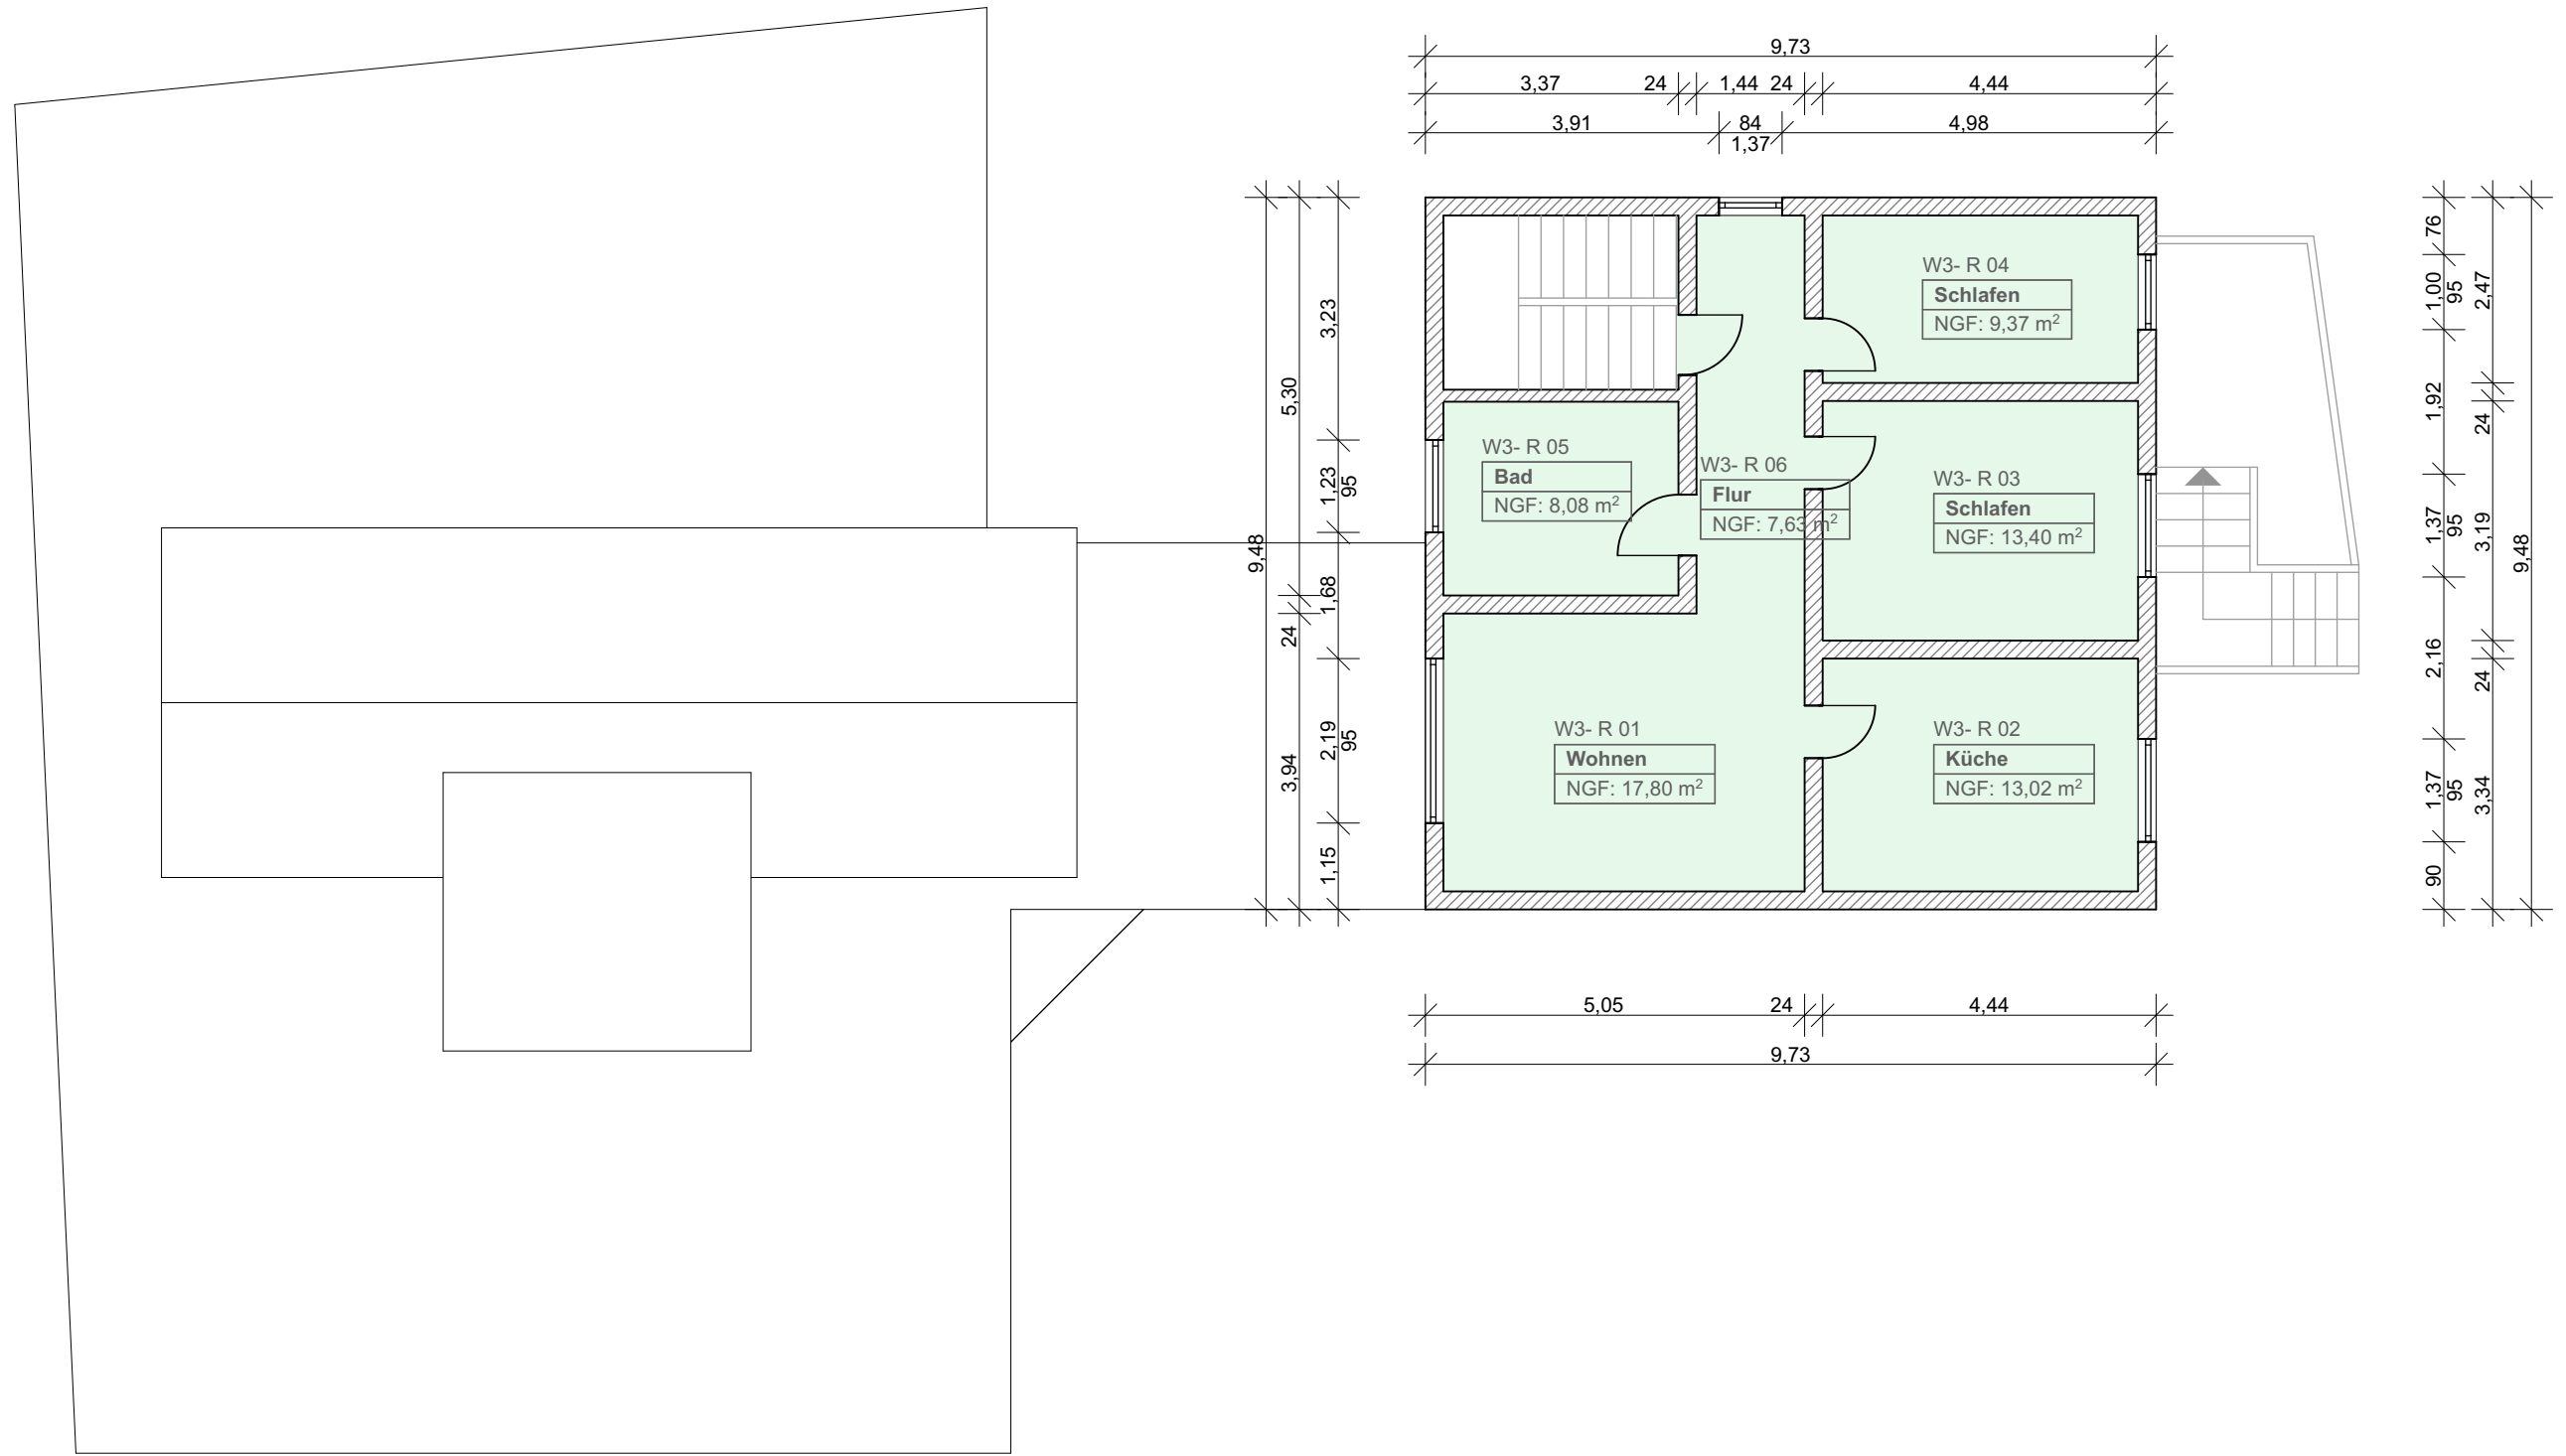 9,73
3,37 24 1,44 24 4,44
3,91 84 4,98
1,37
9,48
5,30
24
3,94
3,23
1,23
95
1,68
2,19
95
1,15
W3- R 04
Schlafen
NGF: 9,37 m²
W3- R 05
Bad
NGF: 8,08 m²
W3- R 06
Flur
NGF: 7,63 m²
W3- R 03
Schlafen
NGF: 13,40 m²
W3- R 01
Wohnen
NGF: 17,80 m²
W3- R 02
Küche
NGF: 13,02 m²
76
1,00
95
1,92
1,37
95
2,16
1,37
95
90
2,47
24
3,19
24
3,34
9,48
5,05 24 4,44
9,73